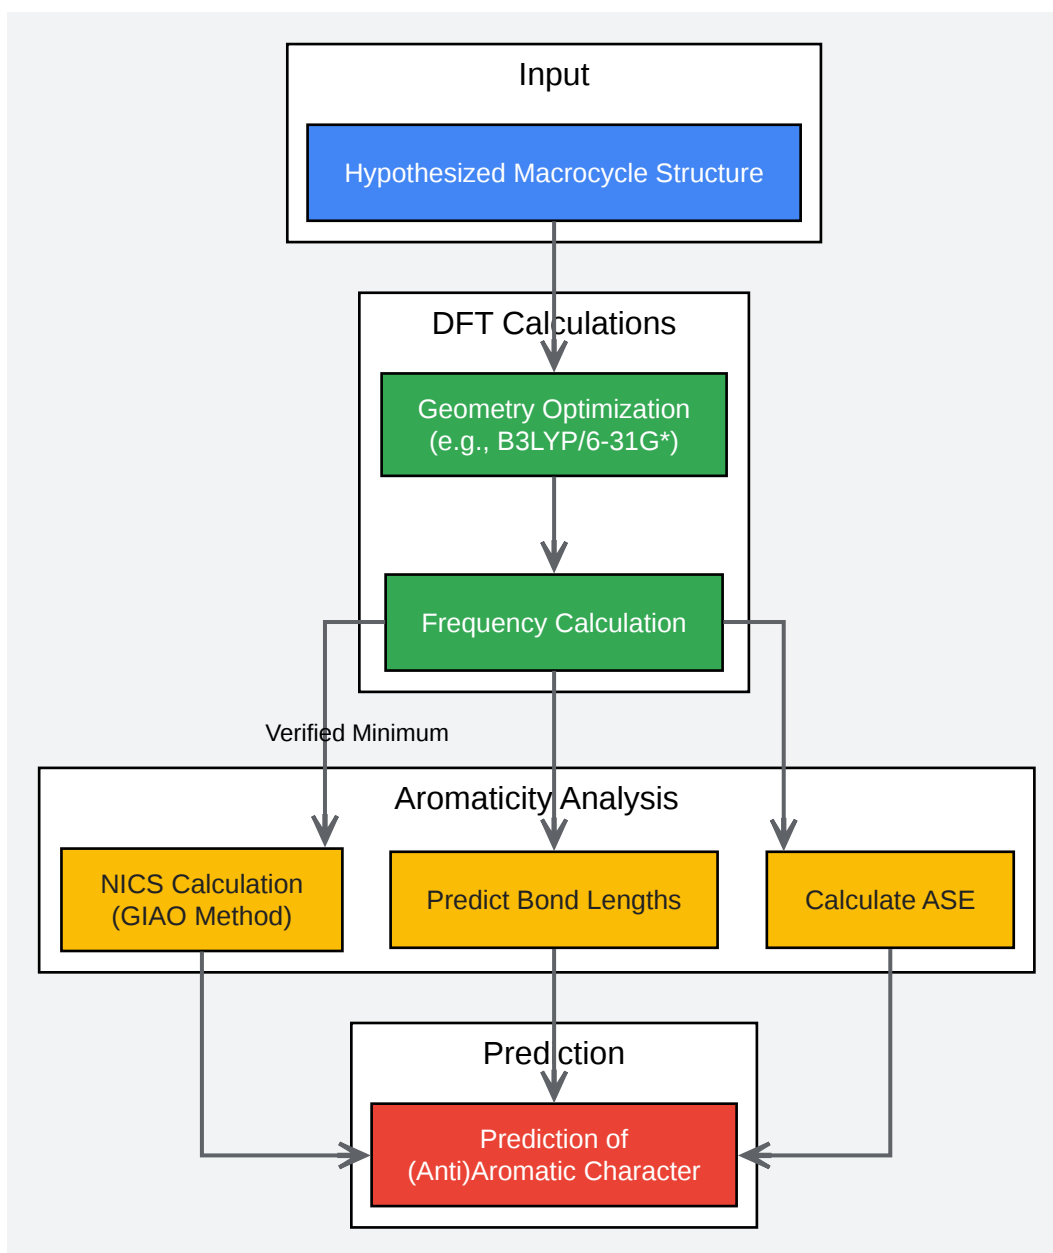 Input
Hypothesized Macrocycle Structure
DFT Calculations
Geometry Optimization
(e.g., B3LYP/6-31G*)
Frequency Calculation
Verified Minimum
Aromaticity Analysis
NICS Calculation
(GIAO Method)
Predict Bond Lengths
Calculate ASE
Prediction
Prediction of
(Anti)Aromatic Character